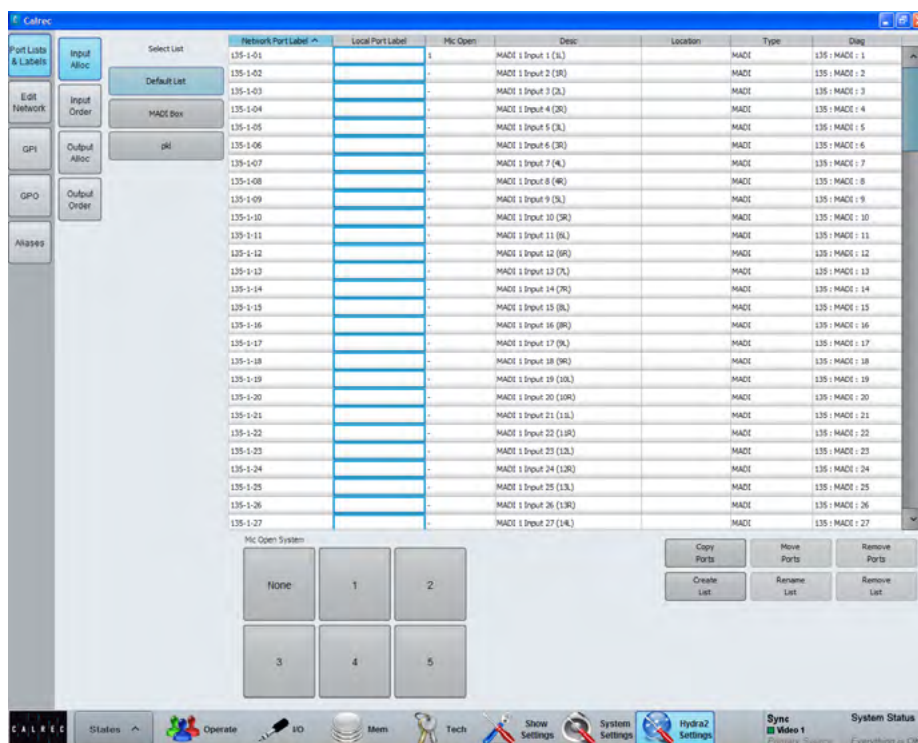 Calrec
Port Lists & Labels
Edit Network
GPI
GPO
Aliases
Input Alloc
Input Order
Output Alloc
Output Order
Select List
Default List
MADI Box
pkl
Network Port Label Local Port Label Mic Open Desc Location Type Diag
135-1-01 1 MADI 1 Input 1 (1L) MADI 135 : MADI : 1
135-1-02 - MADI 1 Input 2 (1R) MADI 135 : MADI : 2
135-1-03 - MADI 1 Input 3 (2L) MADI 135 : MADI : 3
135-1-04 - MADI 1 Input 4 (2R) MADI 135 : MADI : 4
135-1-05 - MADI 1 Input 5 (3L) MADI 135 : MADI : 5
135-1-06 - MADI 1 Input 6 (3R) MADI 135 : MADI : 6
135-1-07 - MADI 1 Input 7 (4L) MADI 135 : MADI : 7
135-1-08 - MADI 1 Input 8 (4R) MADI 135 : MADI : 8
135-1-09 - MADI 1 Input 9 (5L) MADI 135 : MADI : 9
135-1-10 - MADI 1 Input 10 (5R) MADI 135 : MADI : 10
135-1-11 - MADI 1 Input 11 (6L) MADI 135 : MADI : 11
135-1-12 - MADI 1 Input 12 (6R) MADI 135 : MADI : 12
135-1-13 - MADI 1 Input 13 (7L) MADI 135 : MADI : 13
135-1-14 - MADI 1 Input 14 (7R) MADI 135 : MADI : 14
135-1-15 - MADI 1 Input 15 (8L) MADI 135 : MADI : 15
135-1-16 - MADI 1 Input 16 (8R) MADI 135 : MADI : 16
135-1-17 - MADI 1 Input 17 (9L) MADI 135 : MADI : 17
135-1-18 - MADI 1 Input 18 (9R) MADI 135 : MADI : 18
135-1-19 - MADI 1 Input 19 (10L) MADI 135 : MADI : 19
135-1-20 - MADI 1 Input 20 (10R) MADI 135 : MADI : 20
135-1-21 - MADI 1 Input 21 (11L) MADI 135 : MADI : 21
135-1-22 - MADI 1 Input 22 (11R) MADI 135 : MADI : 22
135-1-23 - MADI 1 Input 23 (12L) MADI 135 : MADI : 23
135-1-24 - MADI 1 Input 24 (12R) MADI 135 : MADI : 24
135-1-25 - MADI 1 Input 25 (13L) MADI 135 : MADI : 25
135-1-26 - MADI 1 Input 26 (13R) MADI 135 : MADI : 26
135-1-27 - MADI 1 Input 27 (14L) MADI 135 : MADI : 27
Mic Open System
None 1 2
3 4 5
Copy Ports
Move Ports
Remove Ports
Create List
Rename List
Remove List
CALREC
States
Operate
I/O
Mem
Tech
Show Settings
System Settings
Hydra2 Settings
Sync
Video 1
System Status